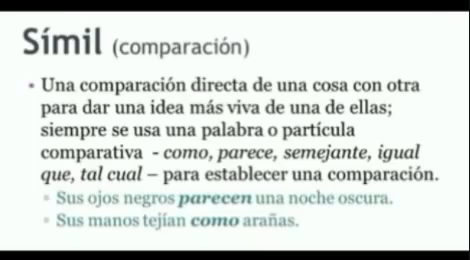 Símil (comparación)
Una comparación directa de una cosa con otra
para dar una idea más viva de una de ellas;
siempre se usa una palabra o partícula
comparativa - como, parece, semejante, igual
que, tal cual – para establecer una comparación.
Sus ojos negros parecen una noche oscura.
Sus manos tejían como arañas.